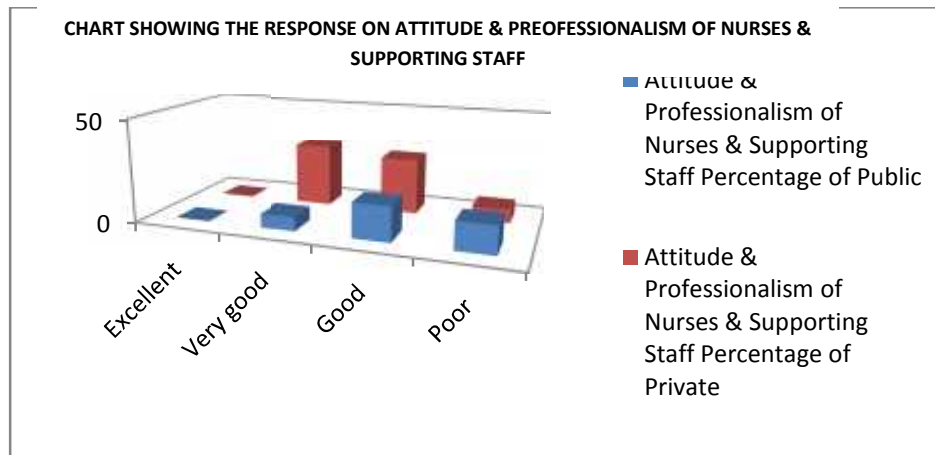 CHART SHOWING THE RESPONSE ON ATTITUDE & PREOFESSIONALISM OF NURSES &
SUPPORTING STAFF
50
0
Excellent
Very good
Good
Poor
Attitude &
Professionalism of
Nurses & Supporting
Staff Percentage of Public
Attitude &
Professionalism of
Nurses & Supporting
Staff Percentage of
Private